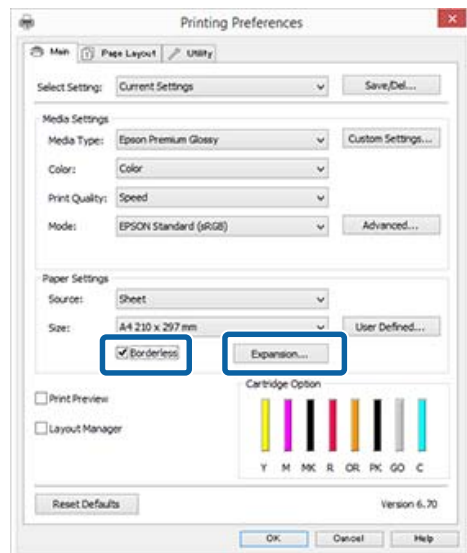 Printing Preferences
Main Page Layout Utility
Select Setting: Current Settings Save/Del...
Media Settings
Media Type: Epson Premium Glossy Custom Settings...
Color: Color
Print Quality: Speed
Mode: EPSON Standard (sRGB) Advanced...
Paper Settings
Source: Sheet
Size: A4 210 x 297 mm User Defined...
Borderless Expansion...
Cartridge Option
Print Preview
Layout Manager
Y M MK R OR PK GO C
Reset Defaults Version 6.70
OK Cancel Help